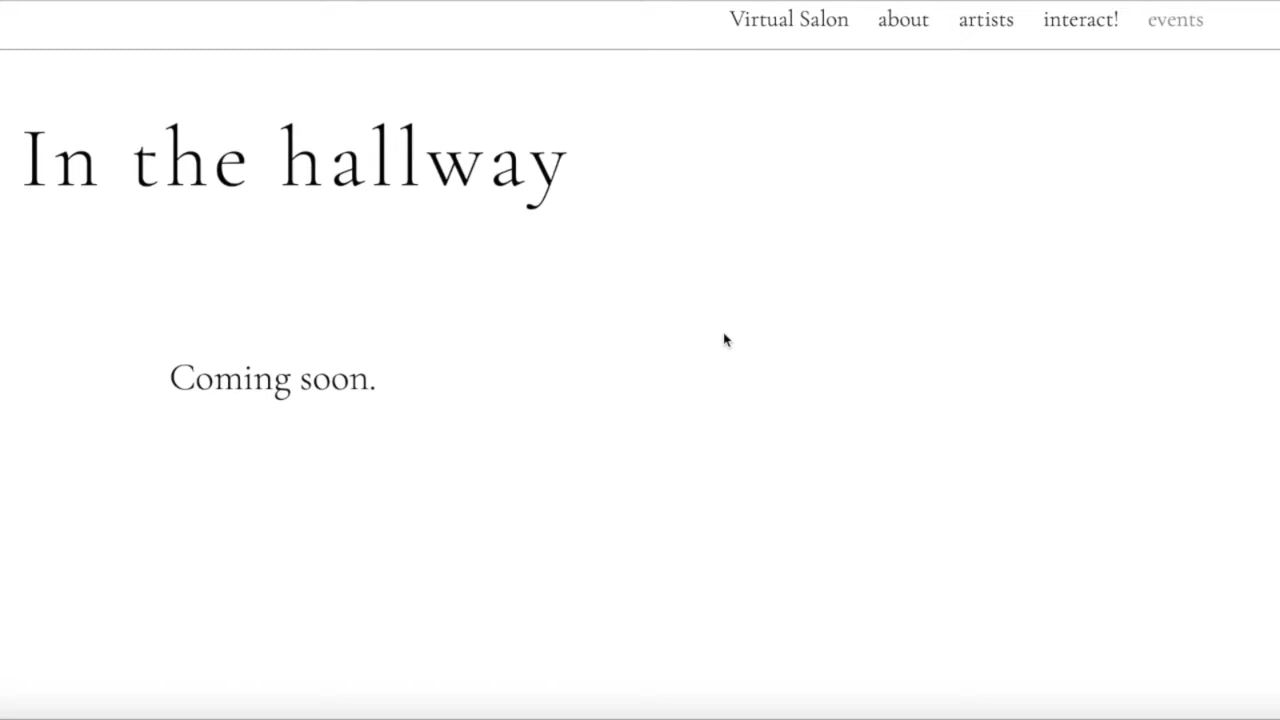 Virtual Salon about artists interact! events
In the hallway
Coming soon.